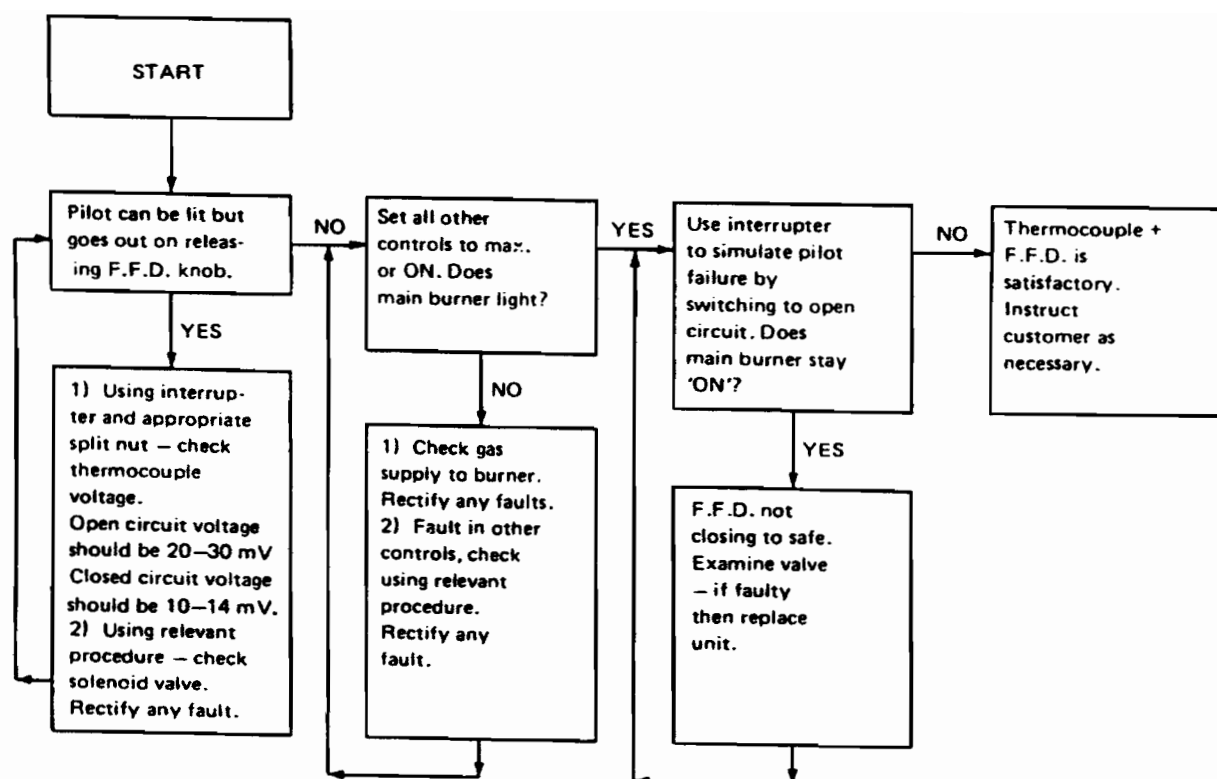 START
Pilot can be lit but
goes out on releas-
ing F.F.D. knob.
NO
YES
1) Using interrup-
ter and appropriate
split nut — check
thermocouple
voltage.
Open circuit voltage
should be 20—30 mV
Closed circuit voltage
should be 10—14 mV.
2) Using relevant
procedure — check
solenoid valve.
Rectify any fault.
Set all other
controls to max.
or ON. Does
main burner light?
YES
NO
1) Check gas
supply to burner.
Rectify any faults.
2) Fault in other
controls, check
using relevant
procedure.
Rectify any
fault.
Use interrupter
to simulate pilot
failure by
switching to open
circuit. Does
main burner stay
'ON'?
NO
YES
F.F.D. not
closing to safe.
Examine valve
— if faulty
then replace
unit.
Thermocouple +
F.F.D. is
satisfactory.
Instruct
customer as
necessary.